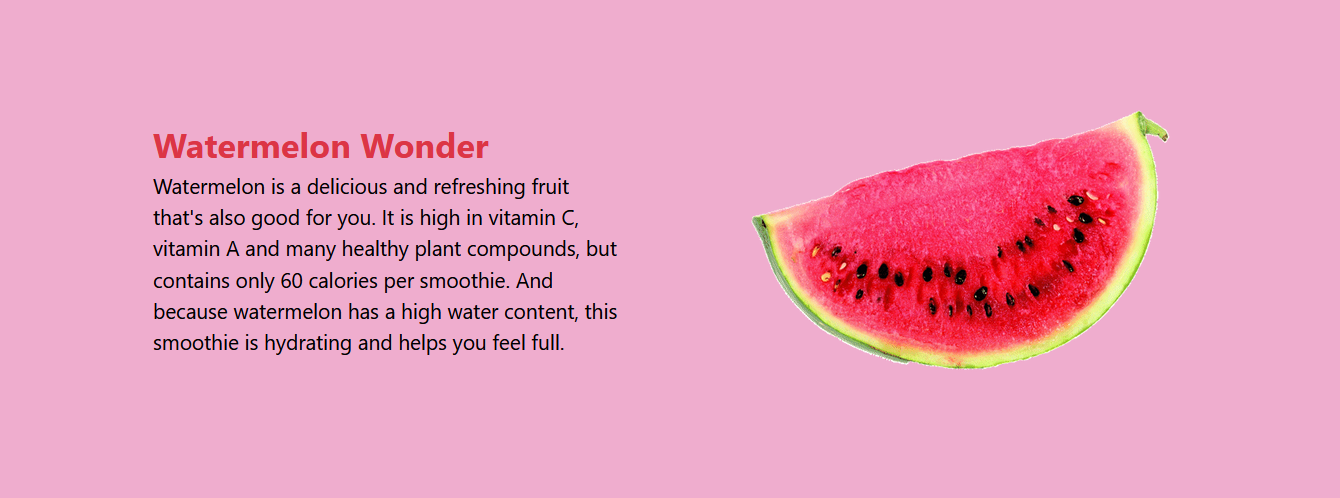 Watermelon Wonder
Watermelon is a delicious and refreshing fruit
that's also good for you. It is high in vitamin C,
vitamin A and many healthy plant compounds, but
contains only 60 calories per smoothie. And
because watermelon has a high water content, this
smoothie is hydrating and helps you feel full.